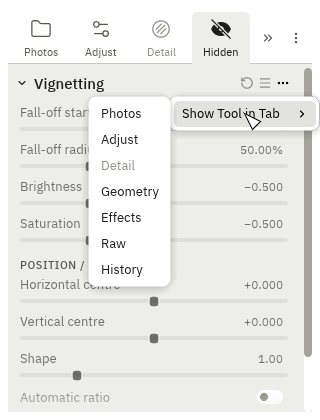 Photos
Adjust
Detail
Hidden
Vignetting
Show Tool in Tab
Photos
Adjust
Detail
Geometry
Effects
Raw
History
Fall-off
Fall-off 50.00%
Brightness −0.500
Saturation −0.500
POSITION /
Horizontal centre +0.000
Vertical centre +0.000
Shape 1.00
Automatic ratio